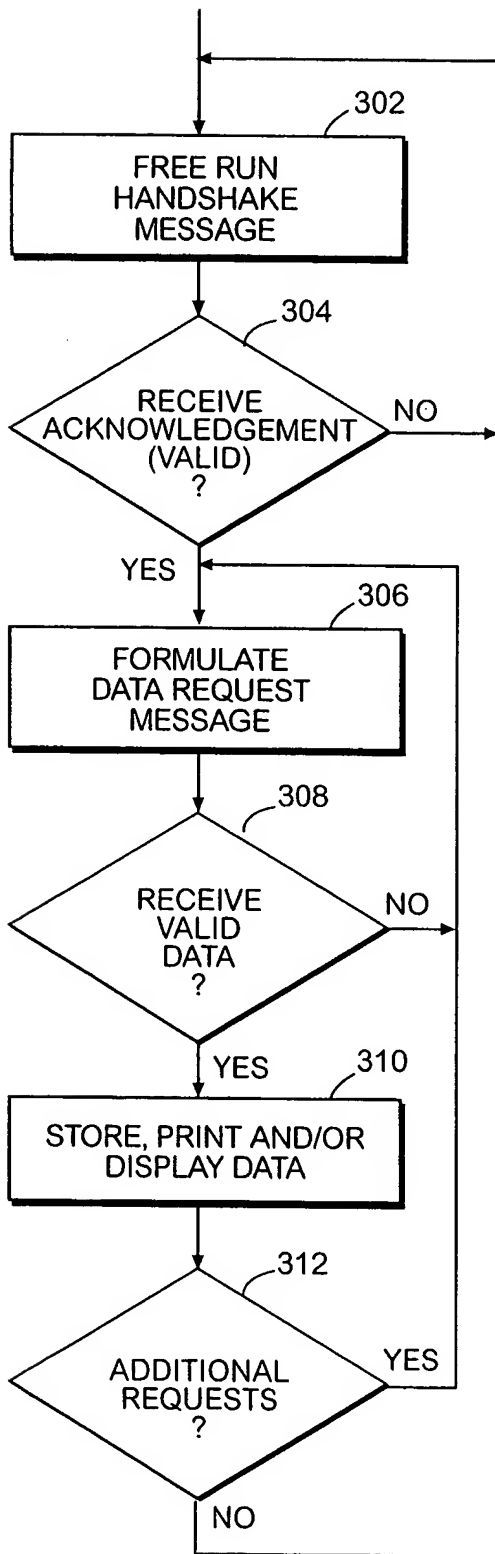 302
FREE RUN
HANDSHAKE
MESSAGE
304
RECEIVE
ACKNOWLEDGEMENT
(VALID)
?
NO
YES
306
FORMULATE
DATA REQUEST
MESSAGE
308
RECEIVE
VALID
DATA
?
NO
YES
310
STORE, PRINT AND/OR
DISPLAY DATA
312
ADDITIONAL
REQUESTS
?
YES
NO